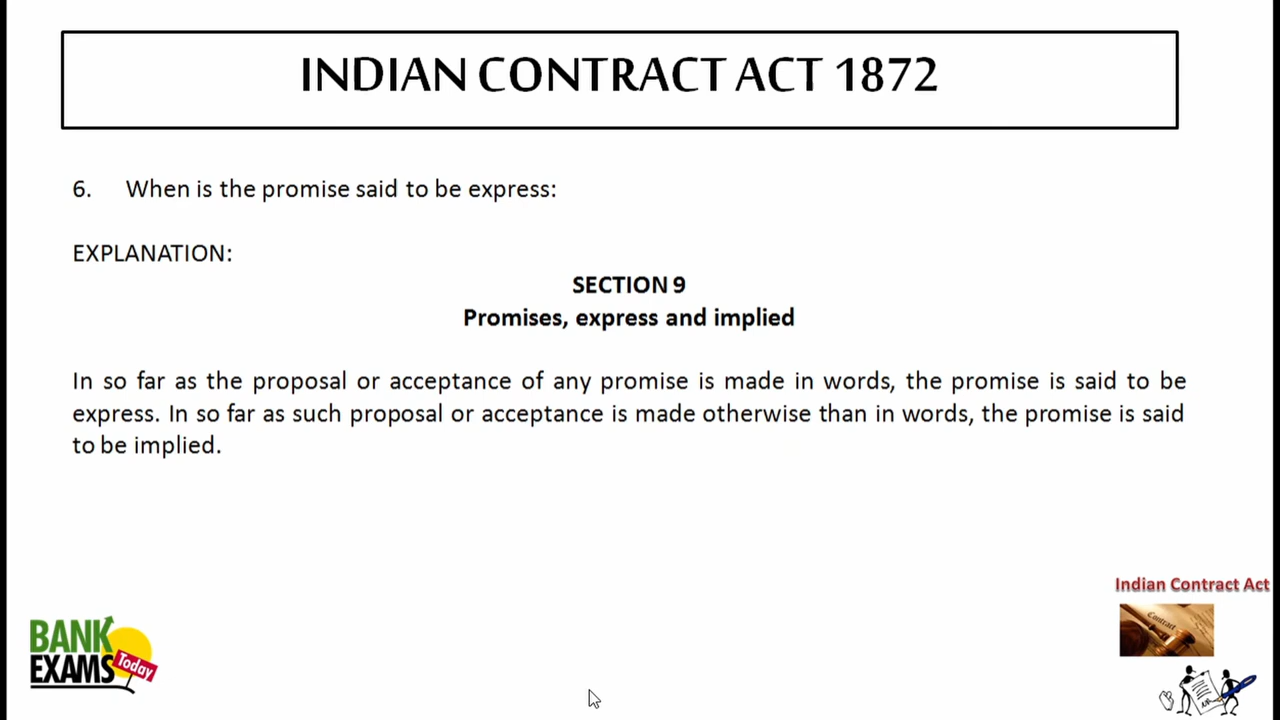 INDIAN CONTRACT ACT 1872
6. When is the promise said to be express:
EXPLANATION:
SECTION 9
Promises, express and implied
In so far as the proposal or acceptance of any promise is made in words, the promise is said to be
express. In so far as such proposal or acceptance is made otherwise than in words, the promise is said
to be implied.
Indian Contract Act
Contract
BANK
EXAMS
Today